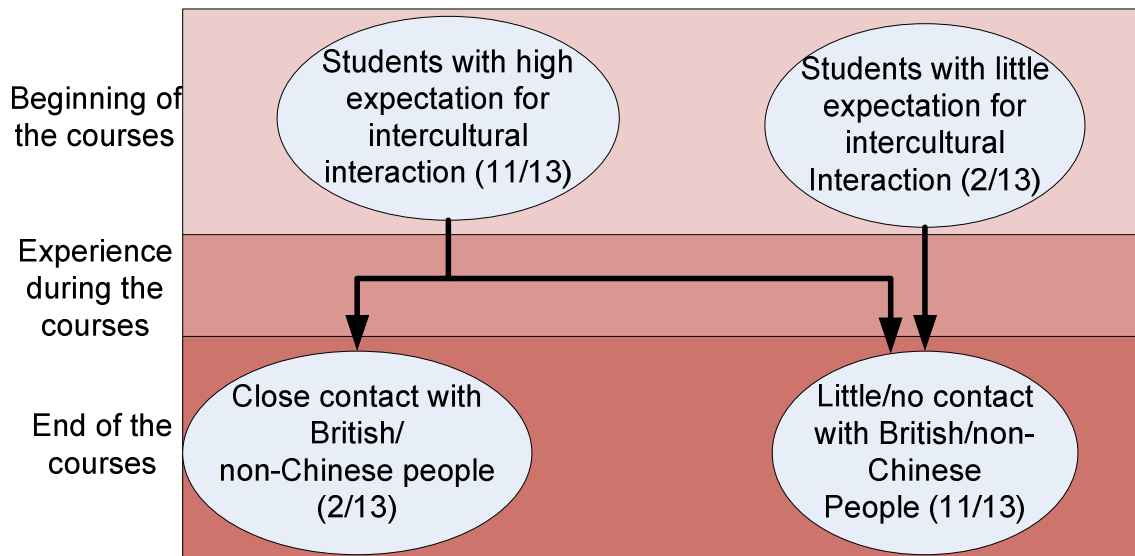 Beginning of
the courses
Students with high
expectation for
intercultural
interaction (11/13)
Students with little
expectation for
intercultural
Interaction (2/13)
Experience
during the
courses
End of the
courses
Close contact with
British/
non-Chinese people
(2/13)
Little/no contact
with British/non-
Chinese
People (11/13)